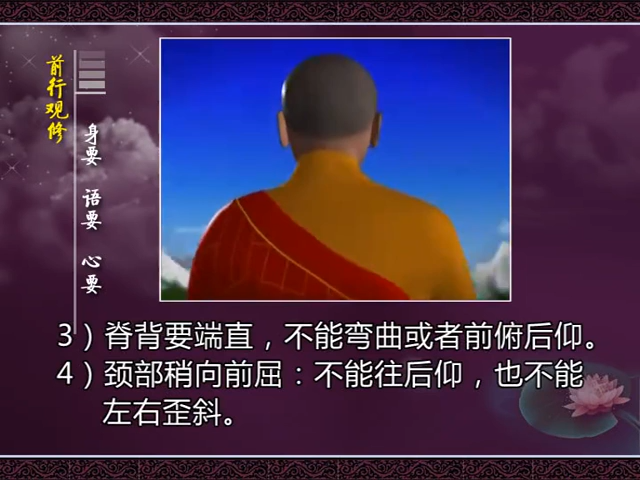 前行观修
身要 语要 心要
3）脊背要端直，不能弯曲或者前俯后仰。
4）颈部稍向前屈：不能往后仰，也不能
左右歪斜。